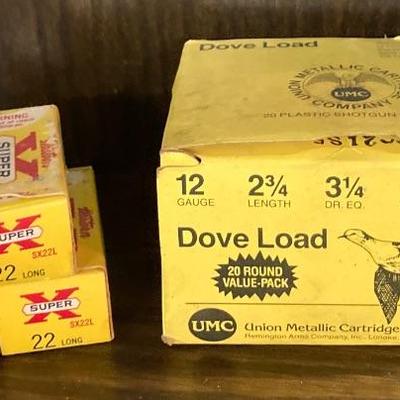 Dove Load
UNION METALLIC CARTRIDGE
UMC
COMPANY
20 PLASTIC SHOTGUN
12 2¾ 3¼
GAUGE LENGTH DR. EQ.
Dove Load
20 ROUND
VALUE-PACK
UMC Union Metallic Cartridge
Remington Arms Company, Inc., Lonoke
X
SUPER
X
SUPER
SX22L
22 LONG
X
SUPER
SX22L
22 LONG